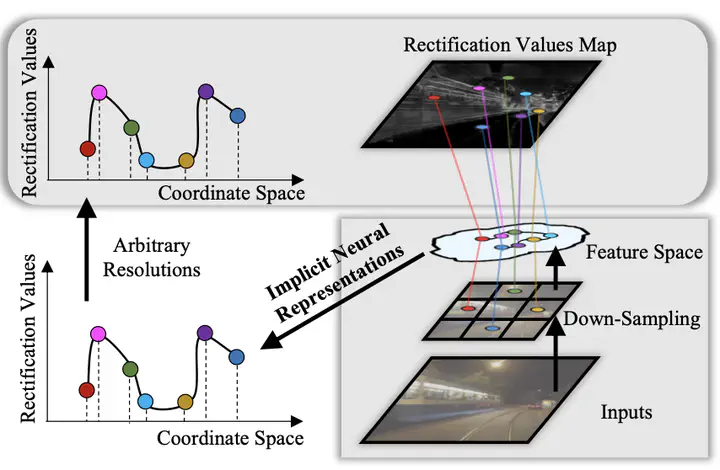 Rectification Values
Coordinate Space
Rectification Values Map
Arbitrary
Resolutions
Implicit Neural
Representations
Feature Space
Down-Sampling
Inputs
Rectification Values
Coordinate Space